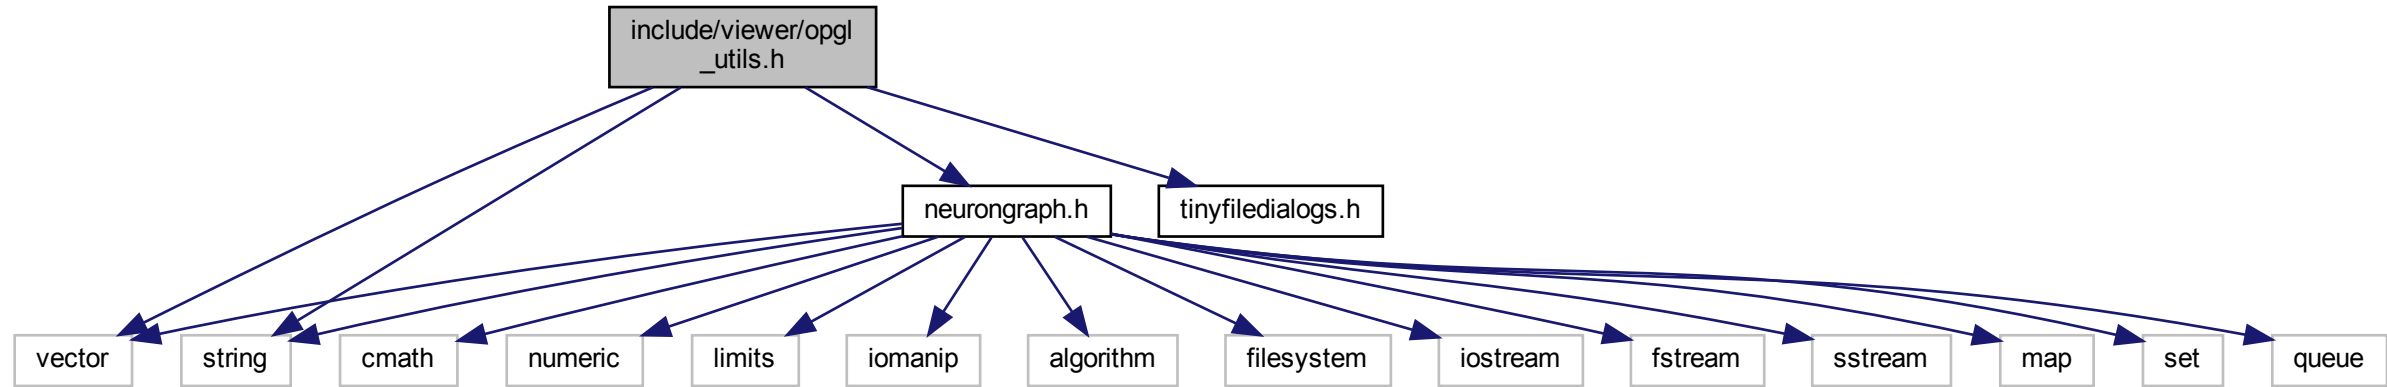 include/viewer/opgl
_utils.h
neurongraph.h
tinyfiledialogs.h
vector
string
cmath
numeric
limits
iomanip
algorithm
filesystem
iostream
fstream
sstream
map
set
queue